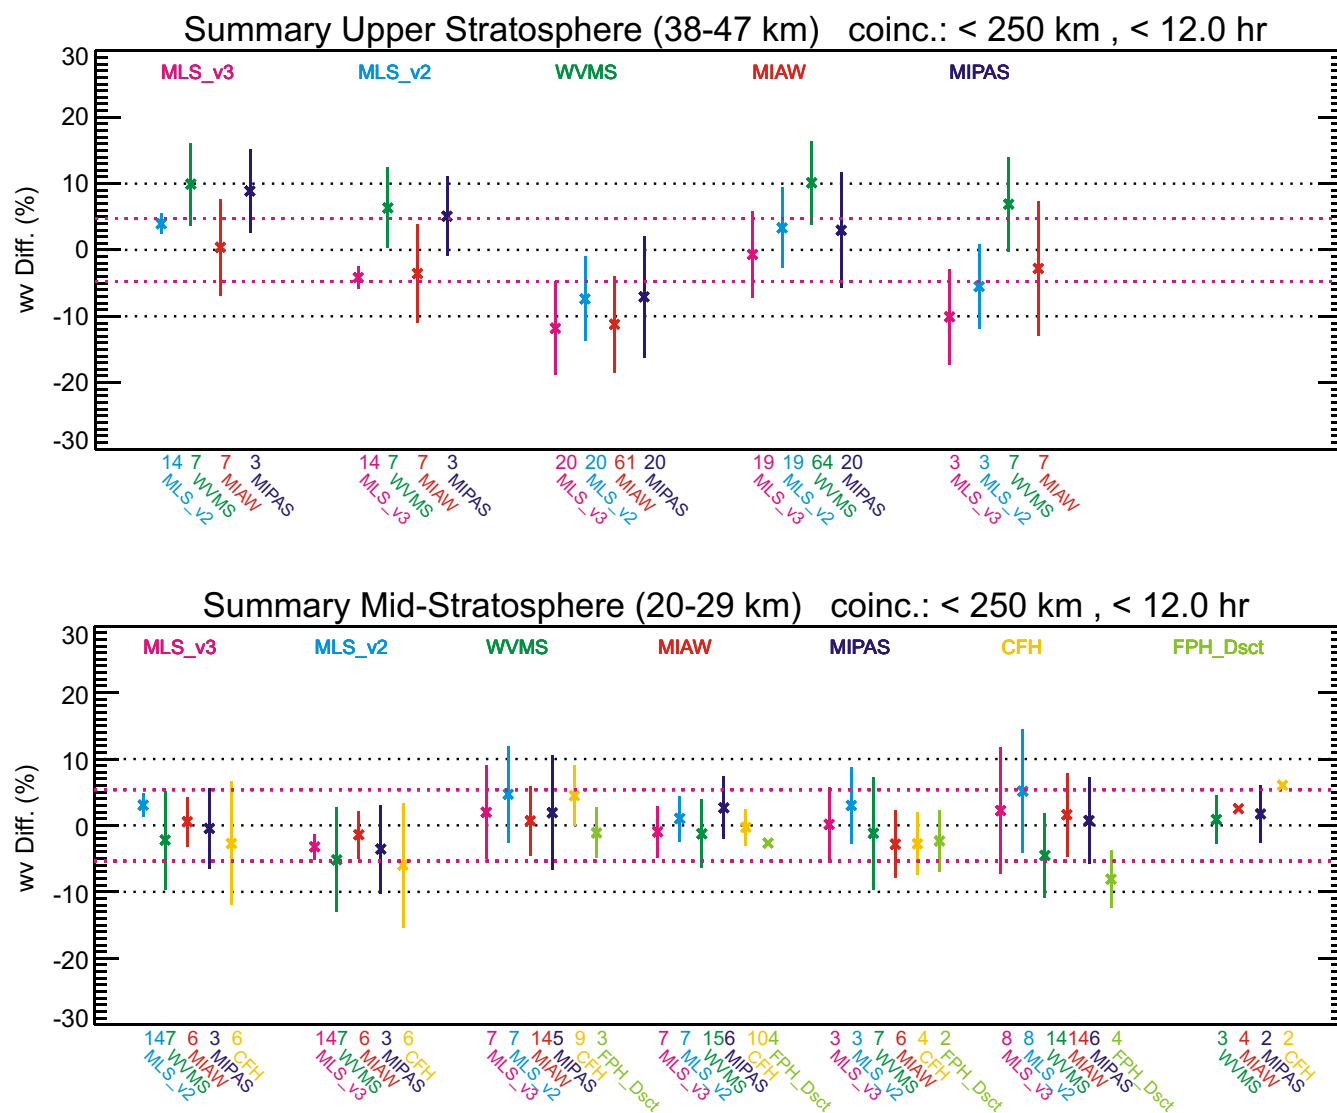 Summary Upper Stratosphere (38-47 km) coinc.: < 250 km , < 12.0 hr
30
20
10
0
-10
-20
-30
wv Diff. (%)
MLS_v3 MLS_v2 WVMS MIAW MIPAS
14 7 7 3 14 7 7 3 20 20 61 20 19 19 64 20 3 3 7 7
MLS_v2 WVMS MIAW MIPAS MLS_v3 WVMS MIAW MIPAS MLS_v3 MLS_v2 MIAW MIPAS MLS_v3 MLS_v2 WVMS MIPAS MLS_v3 MLS_v2 WVMS MIAW
Summary Mid-Stratosphere (20-29 km) coinc.: < 250 km , < 12.0 hr
30
20
10
0
-10
-20
-30
wv Diff. (%)
MLS_v3 MLS_v2 WVMS MIAW MIPAS CFH FPH_Dsct
14 7 6 3 6 14 7 6 3 6 7 7 14 5 9 3 7 7 15 6 10 4 3 3 7 6 4 2 8 8 14 14 6 4 3 4 2 2
MLS_v2 WVMS MIAW MIPAS CFH MLS_v3 WVMS MIAW MIPAS CFH MLS_v3 MLS_v2 MIAW MIPAS CFH FPH_Dsct MLS_v3 MLS_v2 WVMS MIPAS CFH FPH_Dsct MLS_v3 MLS_v2 WVMS MIAW CFH FPH_Dsct MLS_v3 MLS_v2 WVMS MIAW MIPAS FPH_Dsct WVMS MIAW MIPAS CFH